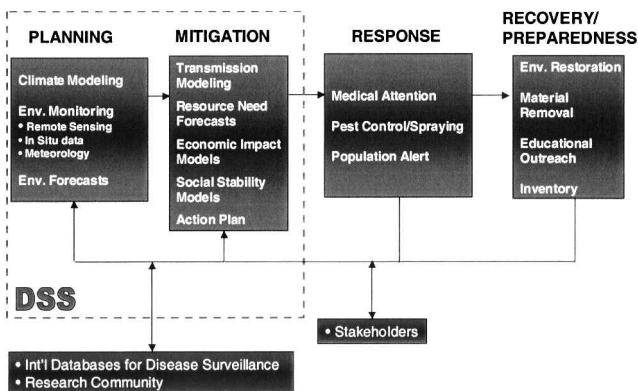 PLANNING
Climate Modeling
Env. Monitoring
• Remote Sensing
• In Situ data
• Meteorology
Env. Forecasts
MITIGATION
Transmission
Modeling
Resource Need
Forecasts
Economic Impact
Models
Social Stability
Models
Action Plan
RESPONSE
Medical Attention
Pest Control/Spraying
Population Alert
RECOVERY/
PREPAREDNESS
Env. Restoration
Material
Removal
Educational
Outreach
Inventory
DSS
• Stakeholders
• Int'l Databases for Disease Surveillance
• Research Community